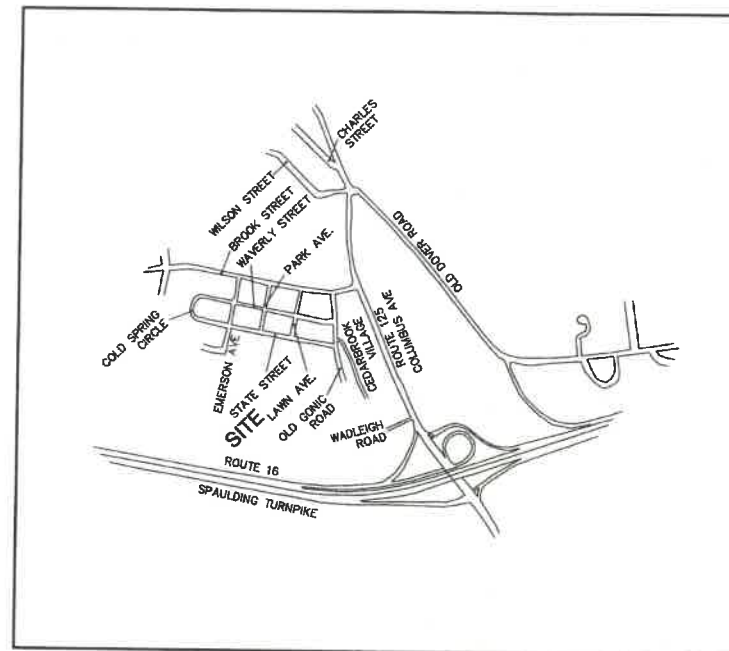 CHARLES
STREET
WILSON STREET
BROOK STREET
WAVERLY STREET
PARK AVE.
OLD DOVER ROAD
COLD SPRING
CIRCLE
EMERSON AVE
STATE STREET
SITE
LAWN AVE.
OLD GONIC
ROAD
CEDARBROOK
VILLAGE
ROUTE 125
COLUMBUS AVE
WADLEIGH
ROAD
ROUTE 16
SPAULDING TURNPIKE